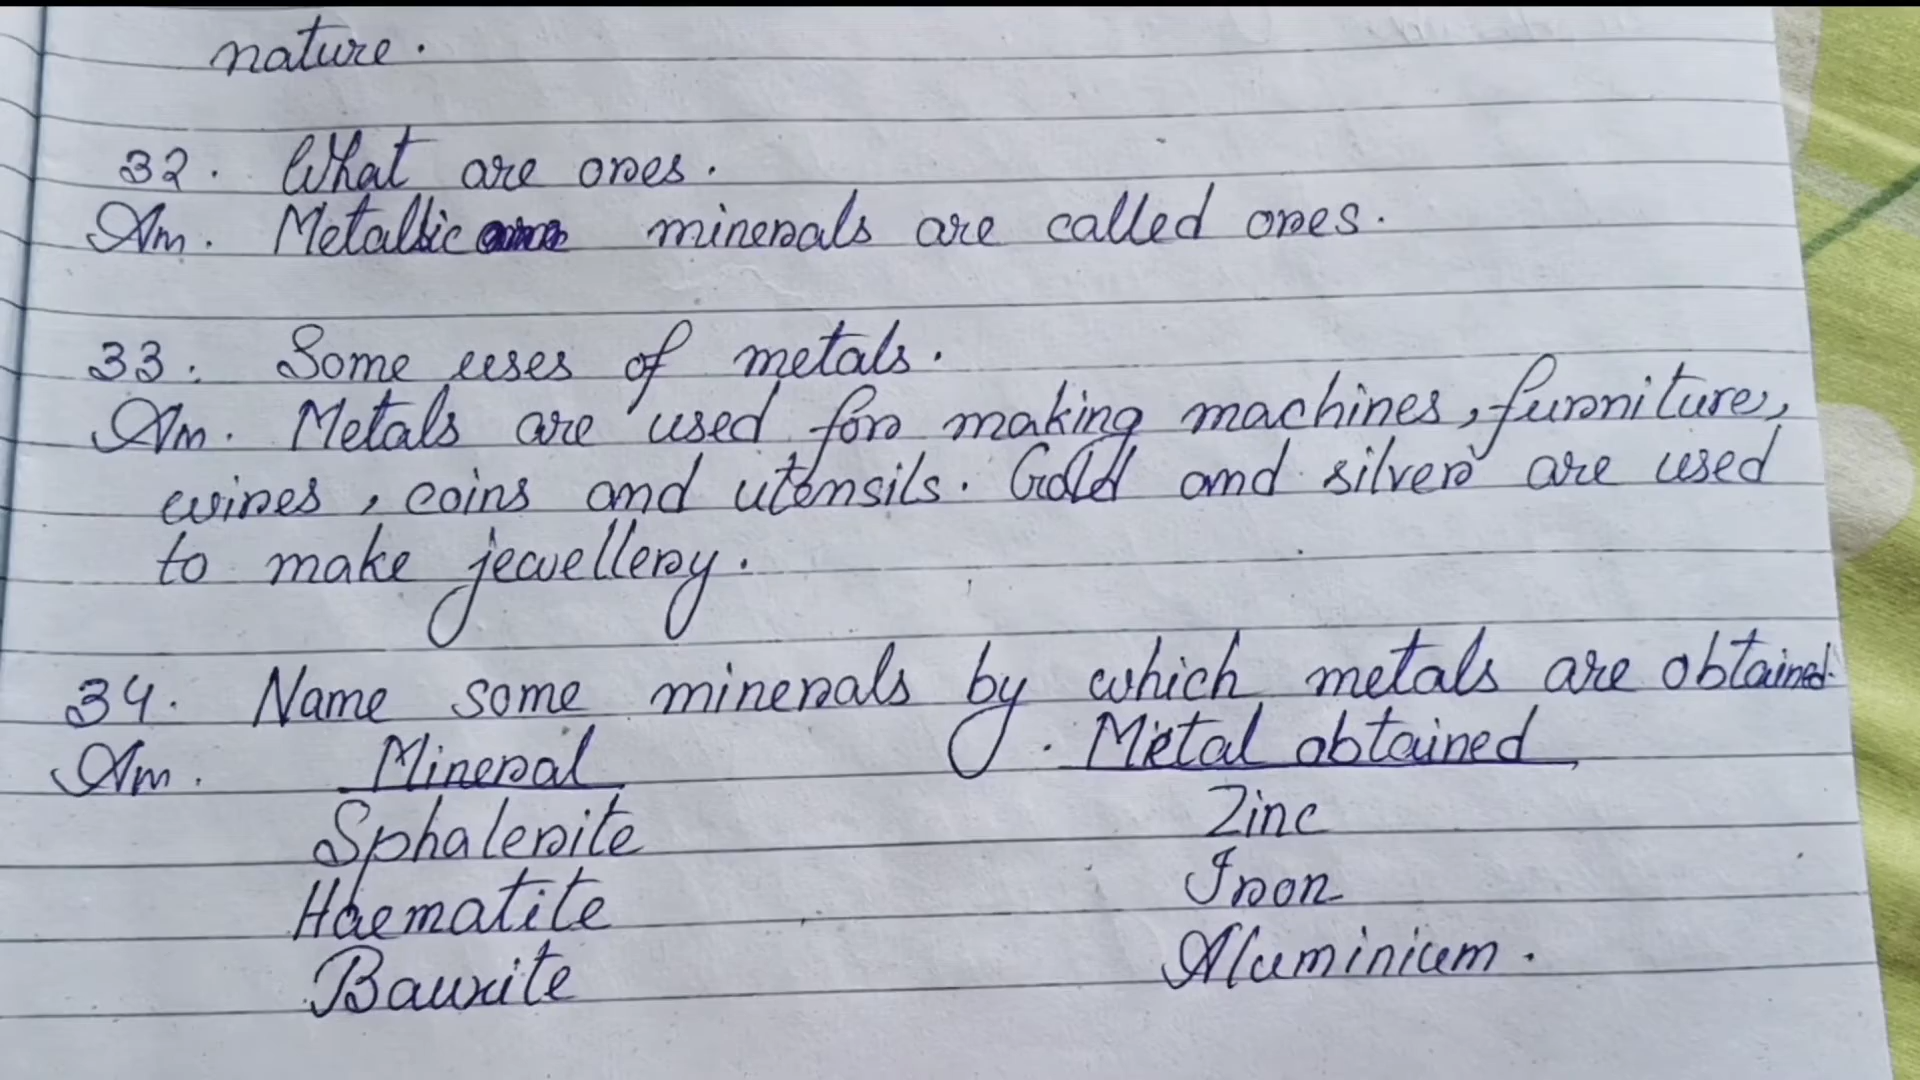 nature.
32. What are ores.
Ans. Metallic minerals are called ores.
33. Some uses of metals.
Ans. Metals are used for making machines, furniture,
wires, coins and utensils. Gold and silver are used
to make jewellery.
34. Name some minerals by which metals are obtained.
Ans. Mineral Metal obtained
Sphalerite Zinc
Haematite Iron
Bauxite Aluminium.